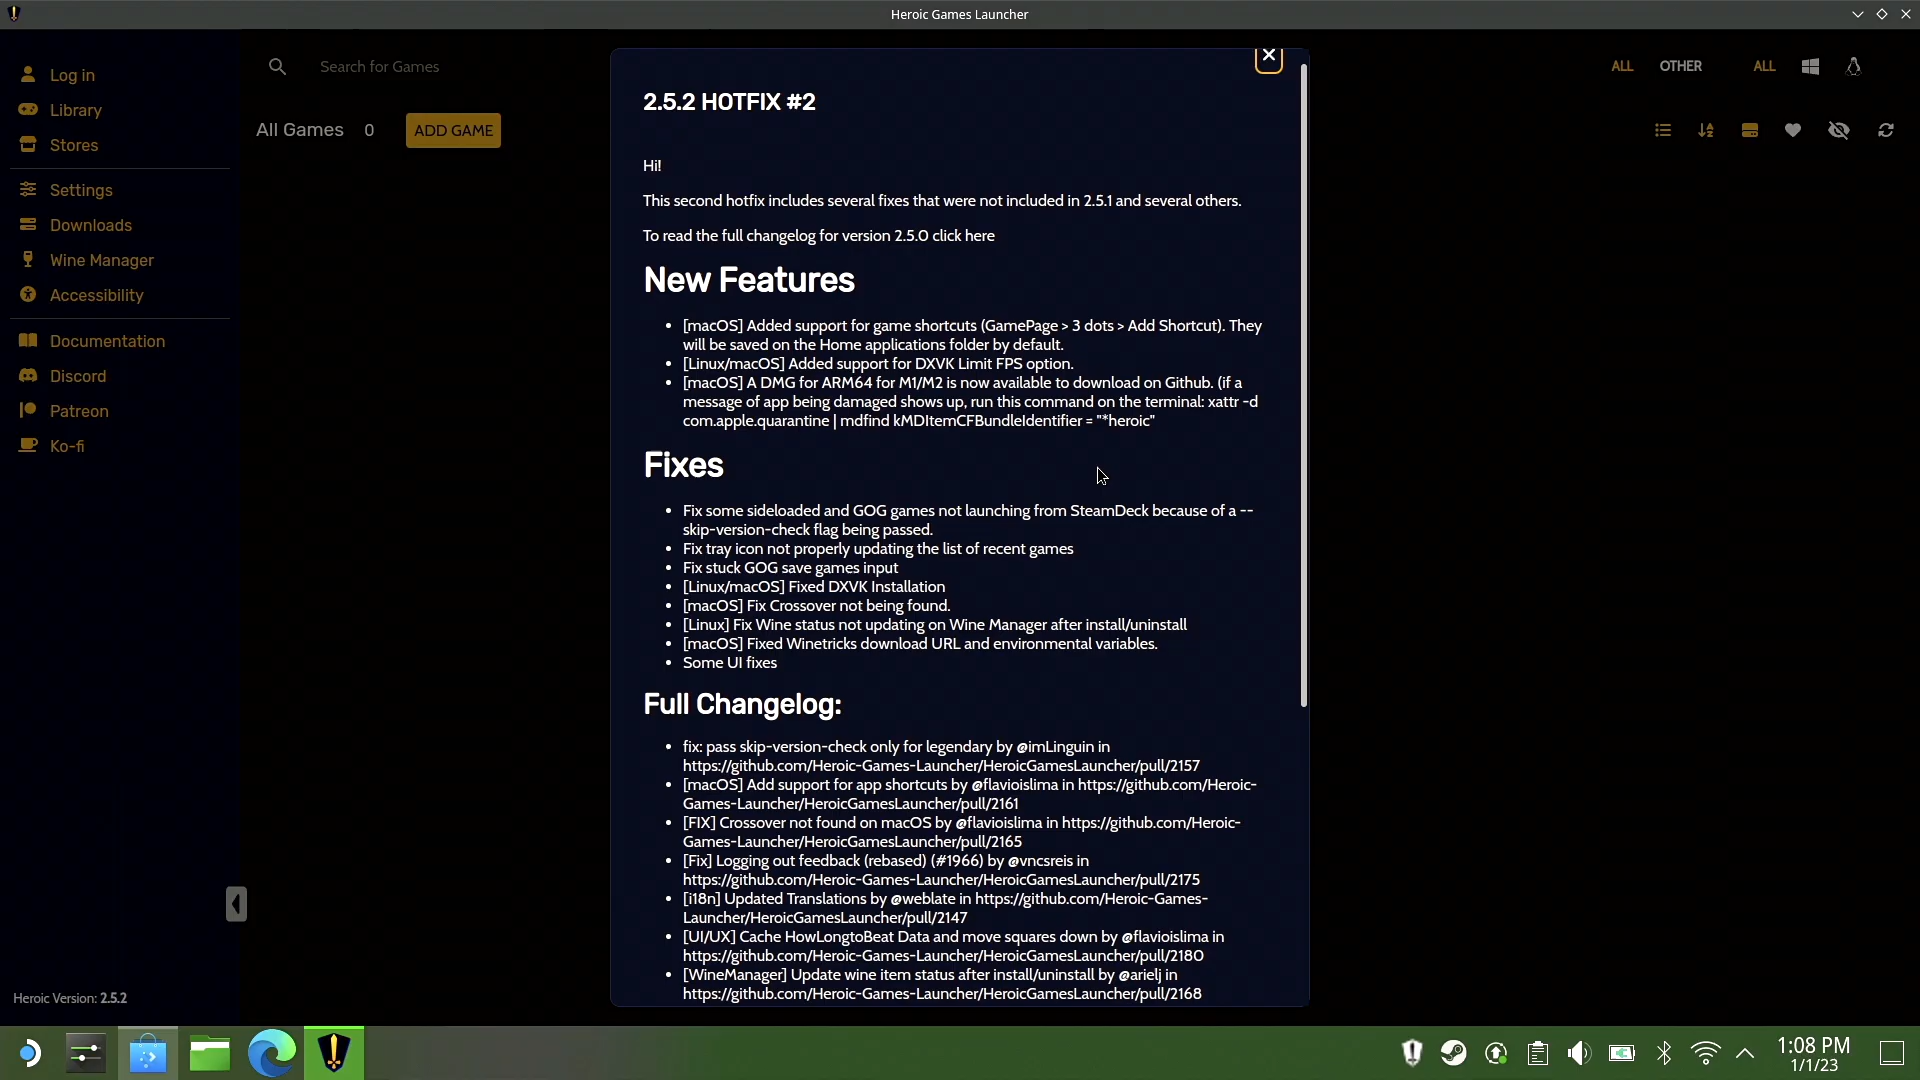 Heroic Games Launcher
Log in
Library
Stores
Settings
Downloads
Wine Manager
Accessibility
Documentation
Discord
Patreon
Ko-fi
Heroic Version: 2.5.2
Search for Games
ALL OTHER ALL
All Games 0 ADD GAME
2.5.2 HOTFIX #2
Hi!
This second hotfix includes several fixes that were not included in 2.5.1 and several others.
To read the full changelog for version 2.5.0 click here
New Features
• [macOS] Added support for game shortcuts (GamePage > 3 dots > Add Shortcut). They
will be saved on the Home applications folder by default.
• [Linux/macOS] Added support for DXVK Limit FPS option.
• [macOS] A DMG for ARM64 for M1/M2 is now available to download on Github. (if a
message of app being damaged shows up, run this command on the terminal: xattr -d
com.apple.quarantine | mdfind kMDItemCFBundleIdentifier = "*heroic"
Fixes
• Fix some sideloaded and GOG games not launching from SteamDeck because of a --
skip-version-check flag being passed.
• Fix tray icon not properly updating the list of recent games
• Fix stuck GOG save games input
• [Linux/macOS] Fixed DXVK Installation
• [macOS] Fix Crossover not being found.
• [Linux] Fix Wine status not updating on Wine Manager after install/uninstall
• [macOS] Fixed Winetricks download URL and environmental variables.
• Some UI fixes
Full Changelog:
• fix: pass skip-version-check only for legendary by @imLinguin in
https://github.com/Heroic-Games-Launcher/HeroicGamesLauncher/pull/2157
• [macOS] Add support for app shortcuts by @flavioislima in https://github.com/Heroic-
Games-Launcher/HeroicGamesLauncher/pull/2161
• [FIX] Crossover not found on macOS by @flavioislima in https://github.com/Heroic-
Games-Launcher/HeroicGamesLauncher/pull/2165
• [Fix] Logging out feedback (rebased) (#1966) by @vncsreis in
https://github.com/Heroic-Games-Launcher/HeroicGamesLauncher/pull/2175
• [i18n] Updated Translations by @weblate in https://github.com/Heroic-Games-
Launcher/HeroicGamesLauncher/pull/2147
• [UI/UX] Cache HowLongtoBeat Data and move squares down by @flavioislima in
https://github.com/Heroic-Games-Launcher/HeroicGamesLauncher/pull/2180
• [WineManager] Update wine item status after install/uninstall by @arielj in
https://github.com/Heroic-Games-Launcher/HeroicGamesLauncher/pull/2168
1:08 PM
1/1/23